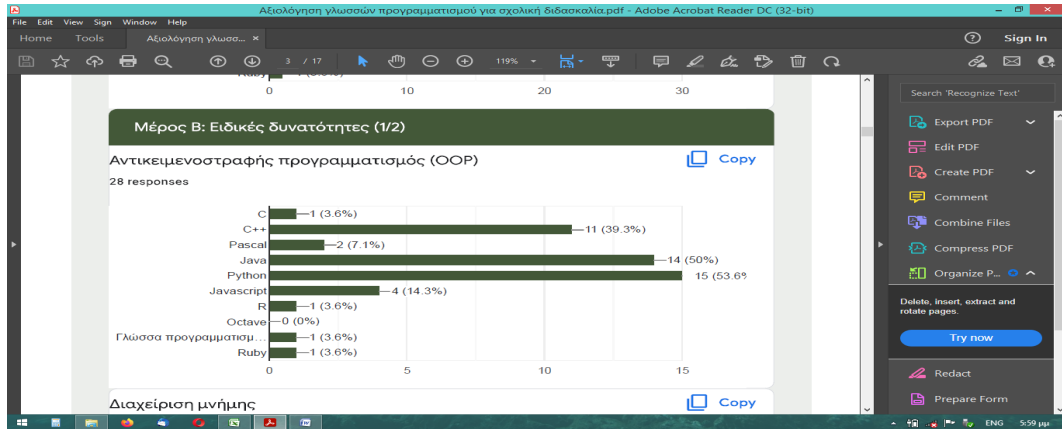 Αξιολόγηση γλωσσών προγραμματισμού για σχολική διδασκαλία.pdf - Adobe Acrobat Reader DC (32-bit)
File Edit View Sign Window Help
Home Tools Αξιολόγηση γλωσσ... × ? Sign In
3 / 17 119%
0 10 20 30
Μέρος Β: Ειδικές δυνατότητες (1/2)
Αντικειμενοστραφής προγραμματισμός (OOP) Copy
28 responses
C 1 (3.6%)
C++ 11 (39.3%)
Pascal 2 (7.1%)
Java 14 (50%)
Python 15 (53.6%
Javascript 4 (14.3%)
R 1 (3.6%)
Octave 0 (0%)
Γλώσσα προγραμματισμ... 1 (3.6%)
Ruby 1 (3.6%)
0 5 10 15
Διαχείριση μνήμης Copy
Search 'Recognize Text'
Export PDF
Edit PDF
Create PDF
Comment
Combine Files
Compress PDF
Organize P...
Delete, insert, extract and
rotate pages.
Try now
Redact
Prepare Form
ENG 5:59 μμ